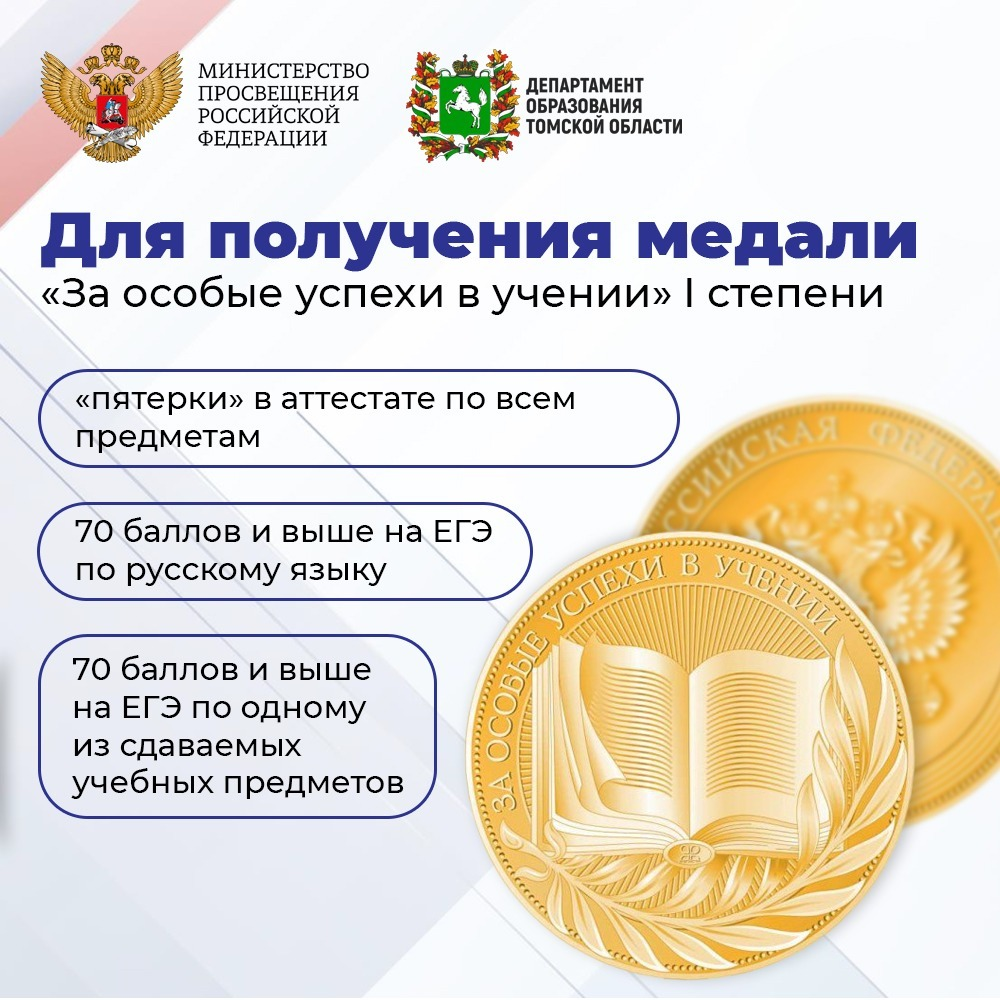 МИНИСТЕРСТВО
ПРОСВЕЩЕНИЯ
РОССИЙСКОЙ
ФЕДЕРАЦИИ
ДЕПАРТАМЕНТ
ОБРАЗОВАНИЯ
ТОМСКОЙ ОБЛАСТИ
Для получения медали
«За особые успехи в учении» I степени
«пятерки» в аттестате по всем
предметам
70 баллов и выше на ЕГЭ
по русскому языку
70 баллов и выше
на ЕГЭ по одному
из сдаваемых
учебных предметов
ССИЙСКАЯ ФЕДЕРА
ЗА ОСОБЫЕ УСПЕХИ В УЧЕНИИ